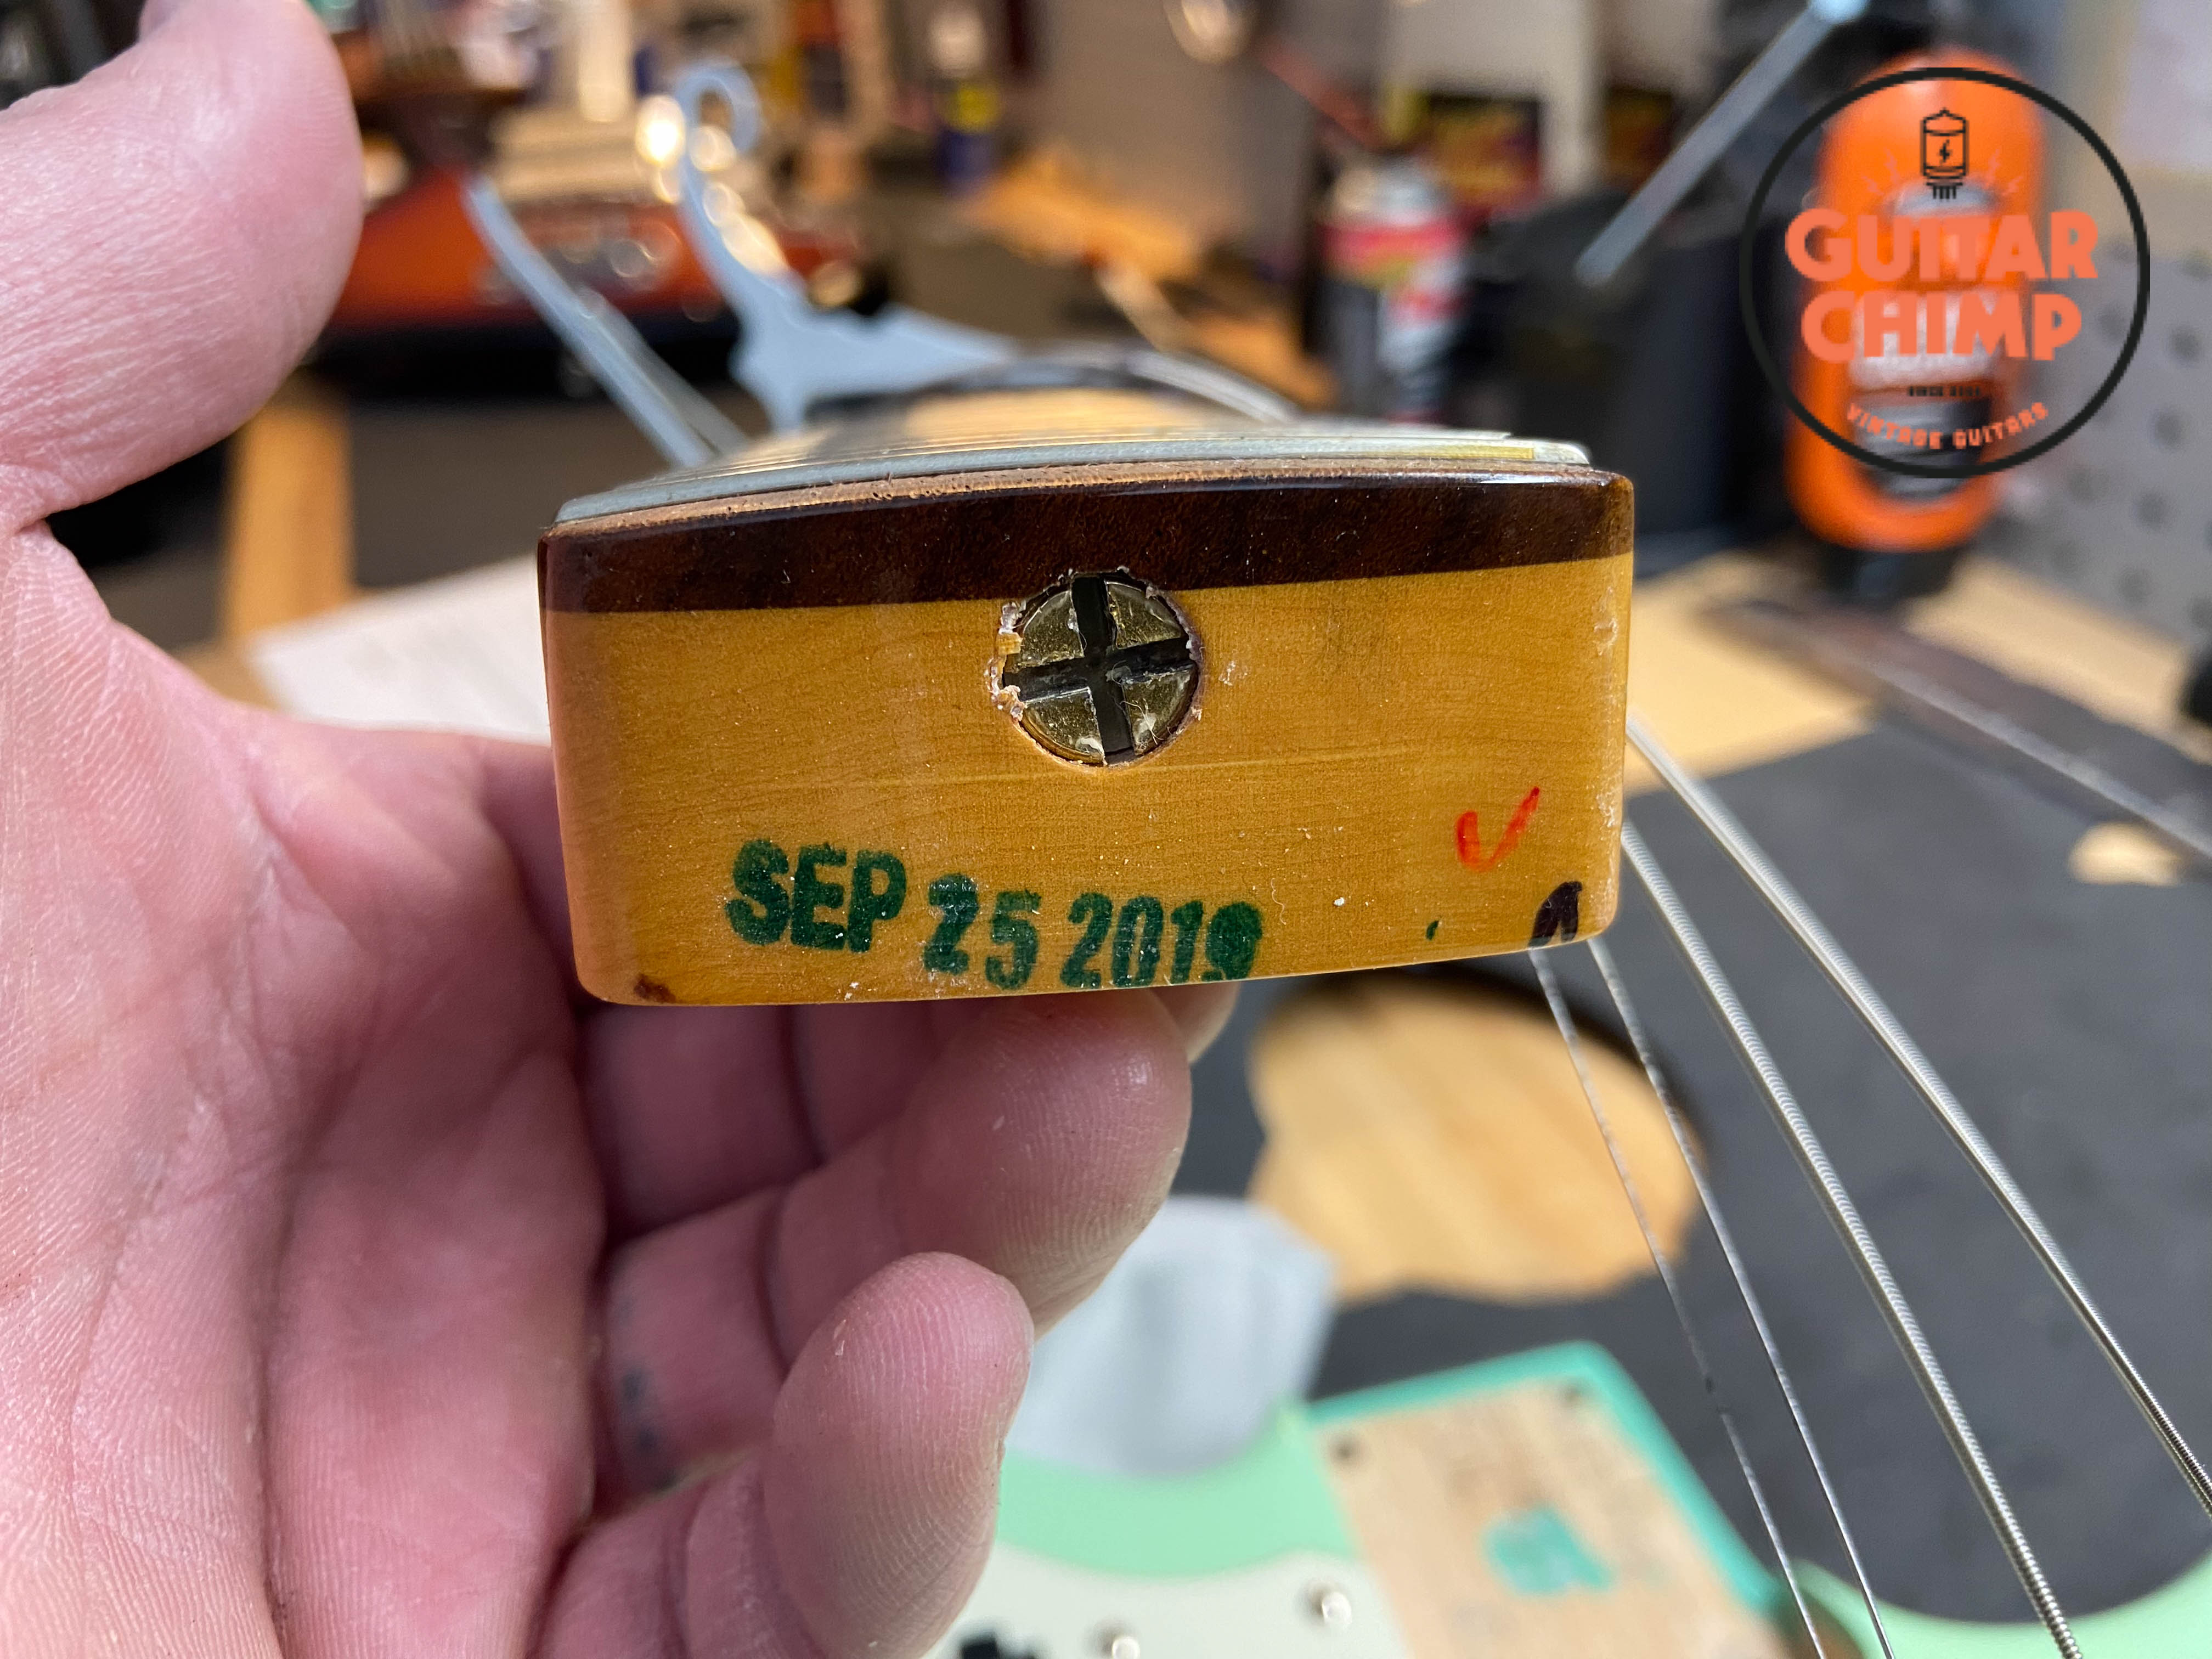 GUITAR
CHIMP
VINTAGE GUITARS
SEP 25 2019